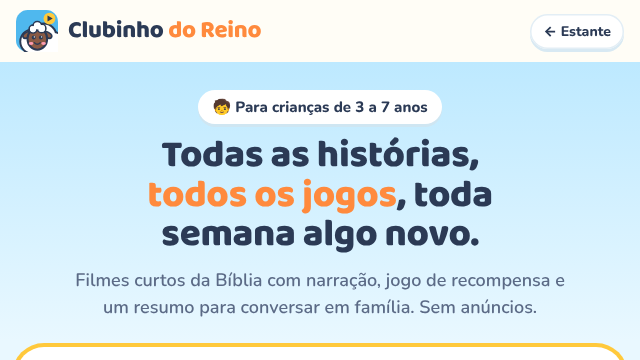 Clubinho do Reino
← Estante
Para crianças de 3 a 7 anos
Todas as histórias,
todos os jogos, toda
semana algo novo.
Filmes curtos da Bíblia com narração, jogo de recompensa e
um resumo para conversar em família. Sem anúncios.